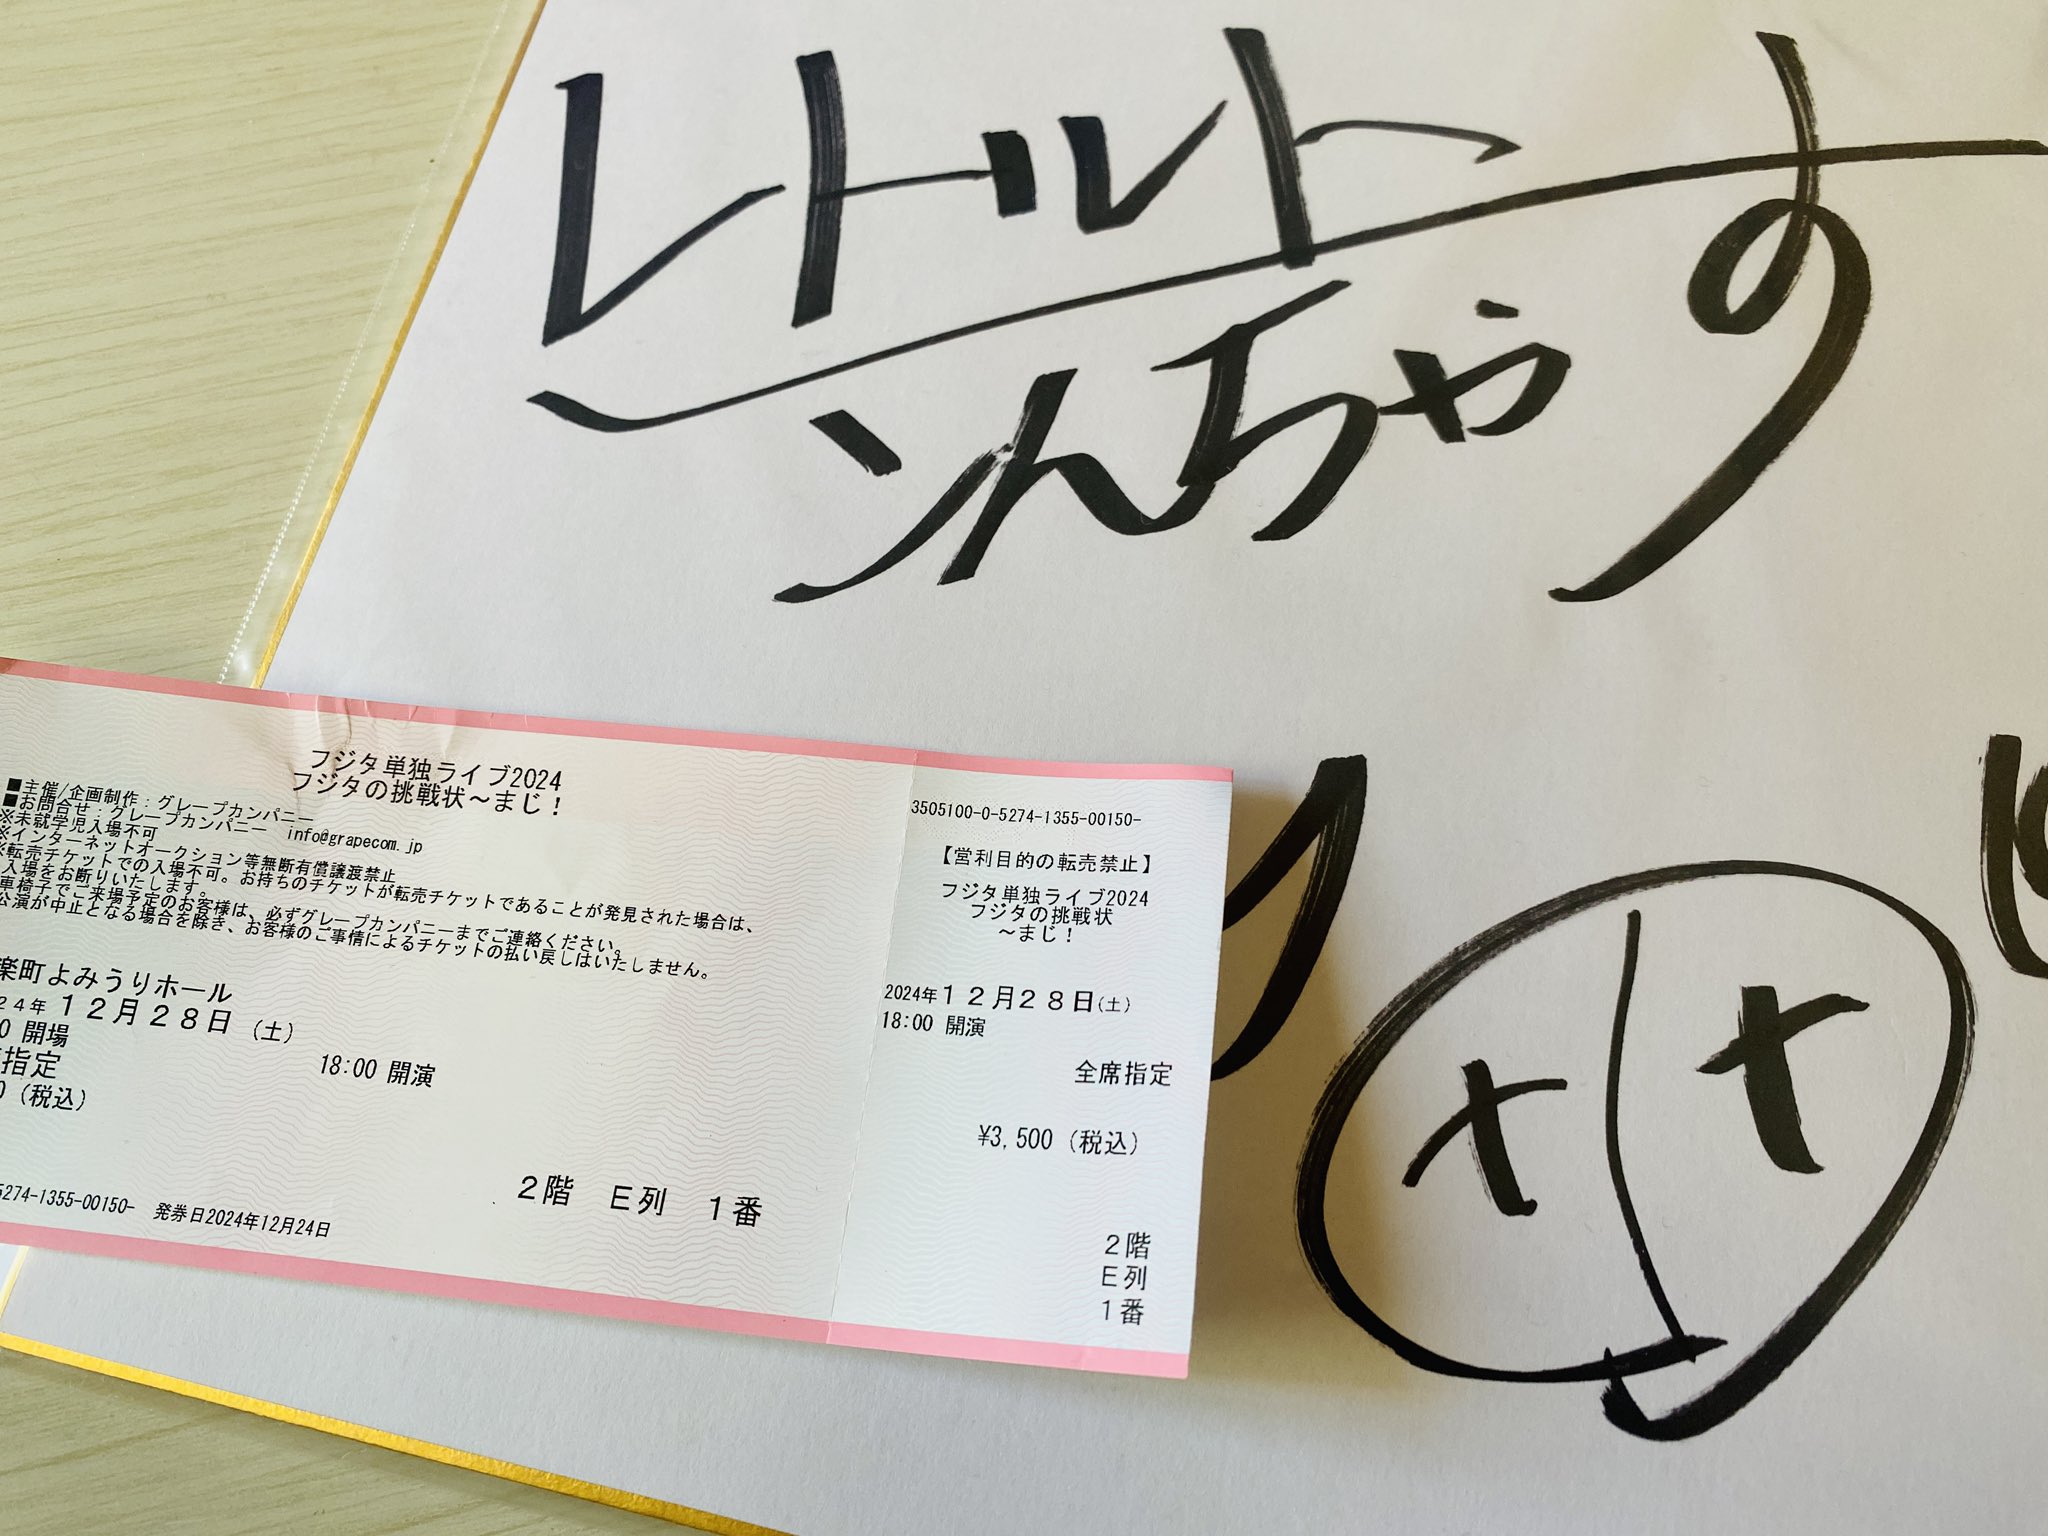 レトルト
んちゃす
フジタ単独ライブ2024
フジタの挑戦状～まじ！
■主催/企画制作：グレープカンパニー
■お問合せ：グレープカンパニー info@grapecom.jp
※未就学児入場不可
※インターネットオークション等無断有償譲渡禁止
※転売チケットでの入場不可。お持ちのチケットが転売チケットであることが発見された場合は、
入場をお断りいたします。
車椅子でご来場予定のお客様は、必ずグレープカンパニーまでご連絡ください。
公演が中止となる場合を除き、お客様のご事情によるチケットの払い戻しはいたしません。
楽町よみうりホール
24年 12月28日（土）
0 開場
18:00 開演
指定
0（税込）
2階 E列 1番
5274-1355-00150- 発券日2024年12月24日
3505100-0-5274-1355-00150-
【営利目的の転売禁止】
フジタ単独ライブ2024
フジタの挑戦状
～まじ！
2024年12月28日(土)
18:00 開演
全席指定
¥3,500（税込）
2階
E列
1番